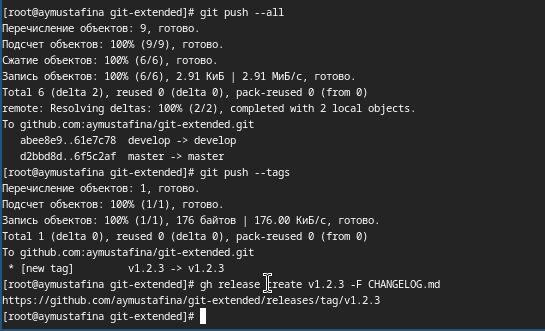 [root@aymustafina git-extended]# git push --all
Перечисление объектов: 9, готово.
Подсчет объектов: 100% (9/9), готово.
Сжатие объектов: 100% (6/6), готово.
Запись объектов: 100% (6/6), 2.91 КиБ | 2.91 МиБ/с, готово.
Total 6 (delta 2), reused 0 (delta 0), pack-reused 0 (from 0)
remote: Resolving deltas: 100% (2/2), completed with 2 local objects.
To github.com:aymustafina/git-extended.git
abee8e9..61e7c78 develop -> develop
d2bbd8d..6f5c2af master -> master
[root@aymustafina git-extended]# git push --tags
Перечисление объектов: 1, готово.
Подсчет объектов: 100% (1/1), готово.
Запись объектов: 100% (1/1), 176 байтов | 176.00 КиБ/с, готово.
Total 1 (delta 0), reused 0 (delta 0), pack-reused 0 (from 0)
To github.com:aymustafina/git-extended.git
* [new tag] v1.2.3 -> v1.2.3
[root@aymustafina git-extended]# gh release create v1.2.3 -F CHANGELOG.md
https://github.com/aymustafina/git-extended/releases/tag/v1.2.3
[root@aymustafina git-extended]#